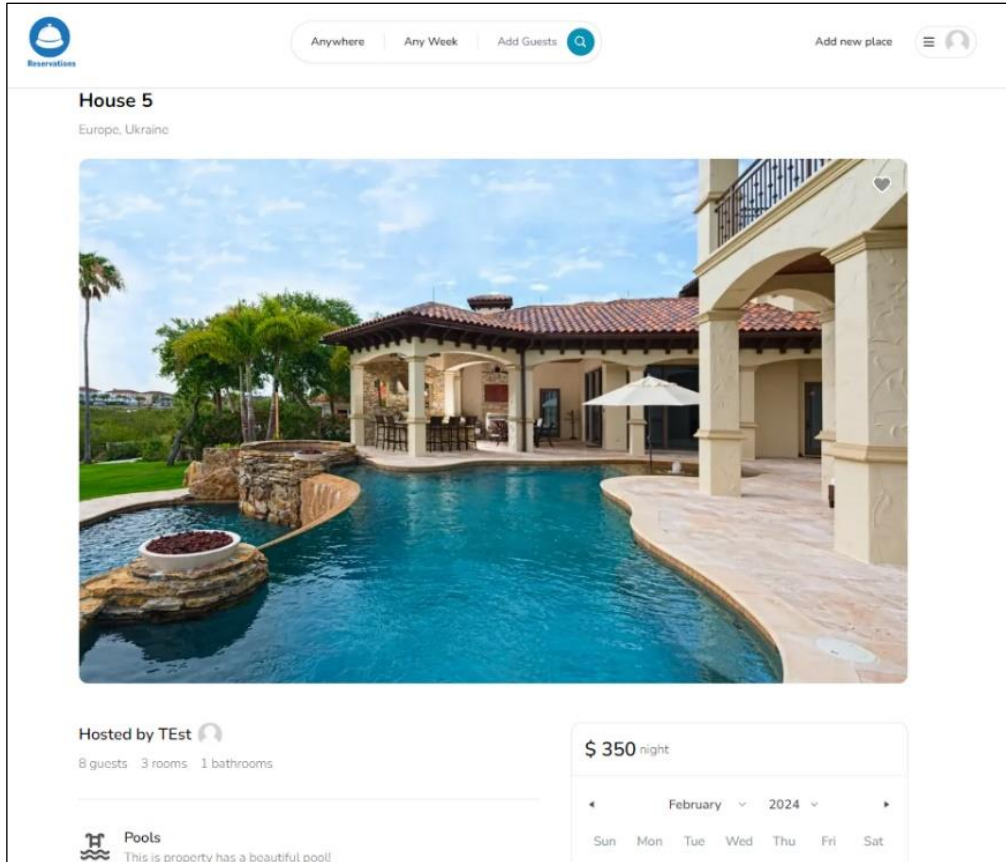 Reservations
Anywhere Any Week Add Guests
Add new place
House 5
Europe, Ukraine
Hosted by TEst
8 guests 3 rooms 1 bathrooms
Pools
This is property has a beautiful pool!
$ 350 night
February 2024
Sun Mon Tue Wed Thu Fri Sat